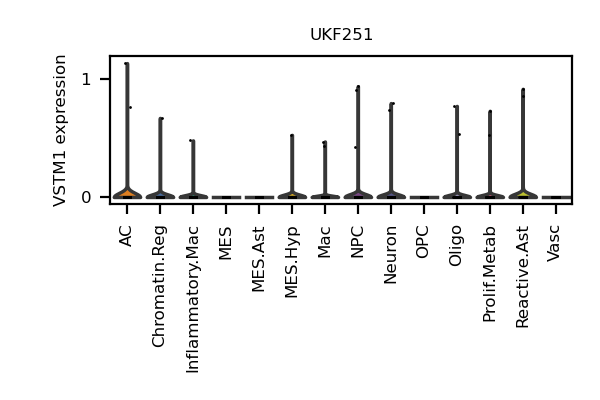 UKF251
VSTM1 expression
1
0
AC
Chromatin.Reg
Inflammatory.Mac
MES
MES.Ast
MES.Hyp
Mac
NPC
Neuron
OPC
Oligo
Prolif.Metab
Reactive.Ast
Vasc